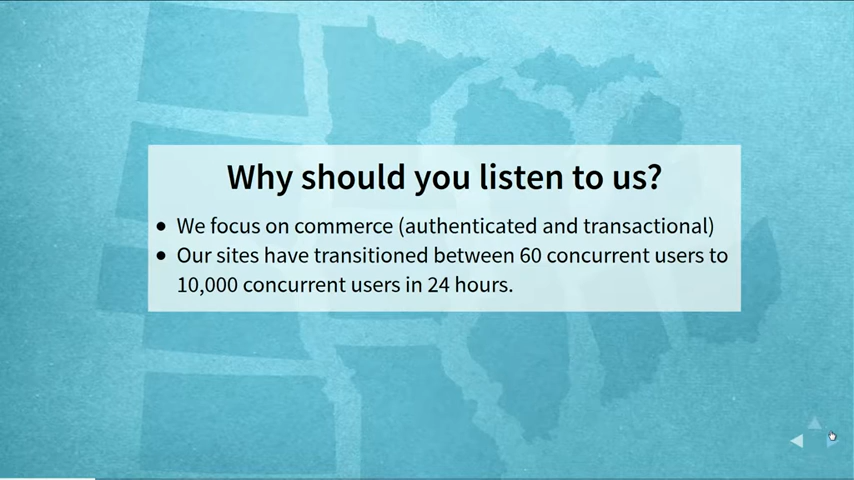 Why should you listen to us?
We focus on commerce (authenticated and transactional)
Our sites have transitioned between 60 concurrent users to
10,000 concurrent users in 24 hours.